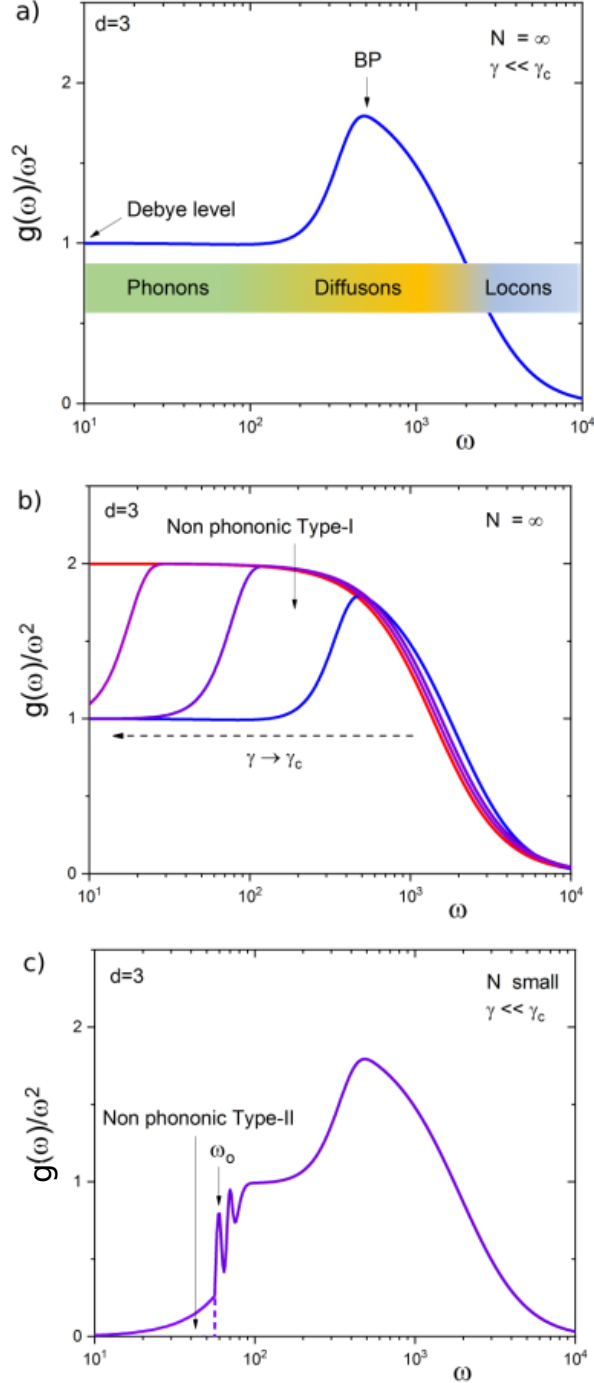 a)
d=3
N = ∞
γ << γc
BP
Debye level
Phonons Diffusons Locons
g(ω)/ω²
2
1
0
10¹ 10² 10³ 10⁴
ω
b)
d=3
Non phononic Type-I
N = ∞
g(ω)/ω²
2
1
0
γ → γc
10¹ 10² 10³ 10⁴
ω
c)
d=3
N small
γ << γc
Non phononic Type-II
ωo
g(ω)/ω²
2
1
0
10¹ 10² 10³ 10⁴
ω